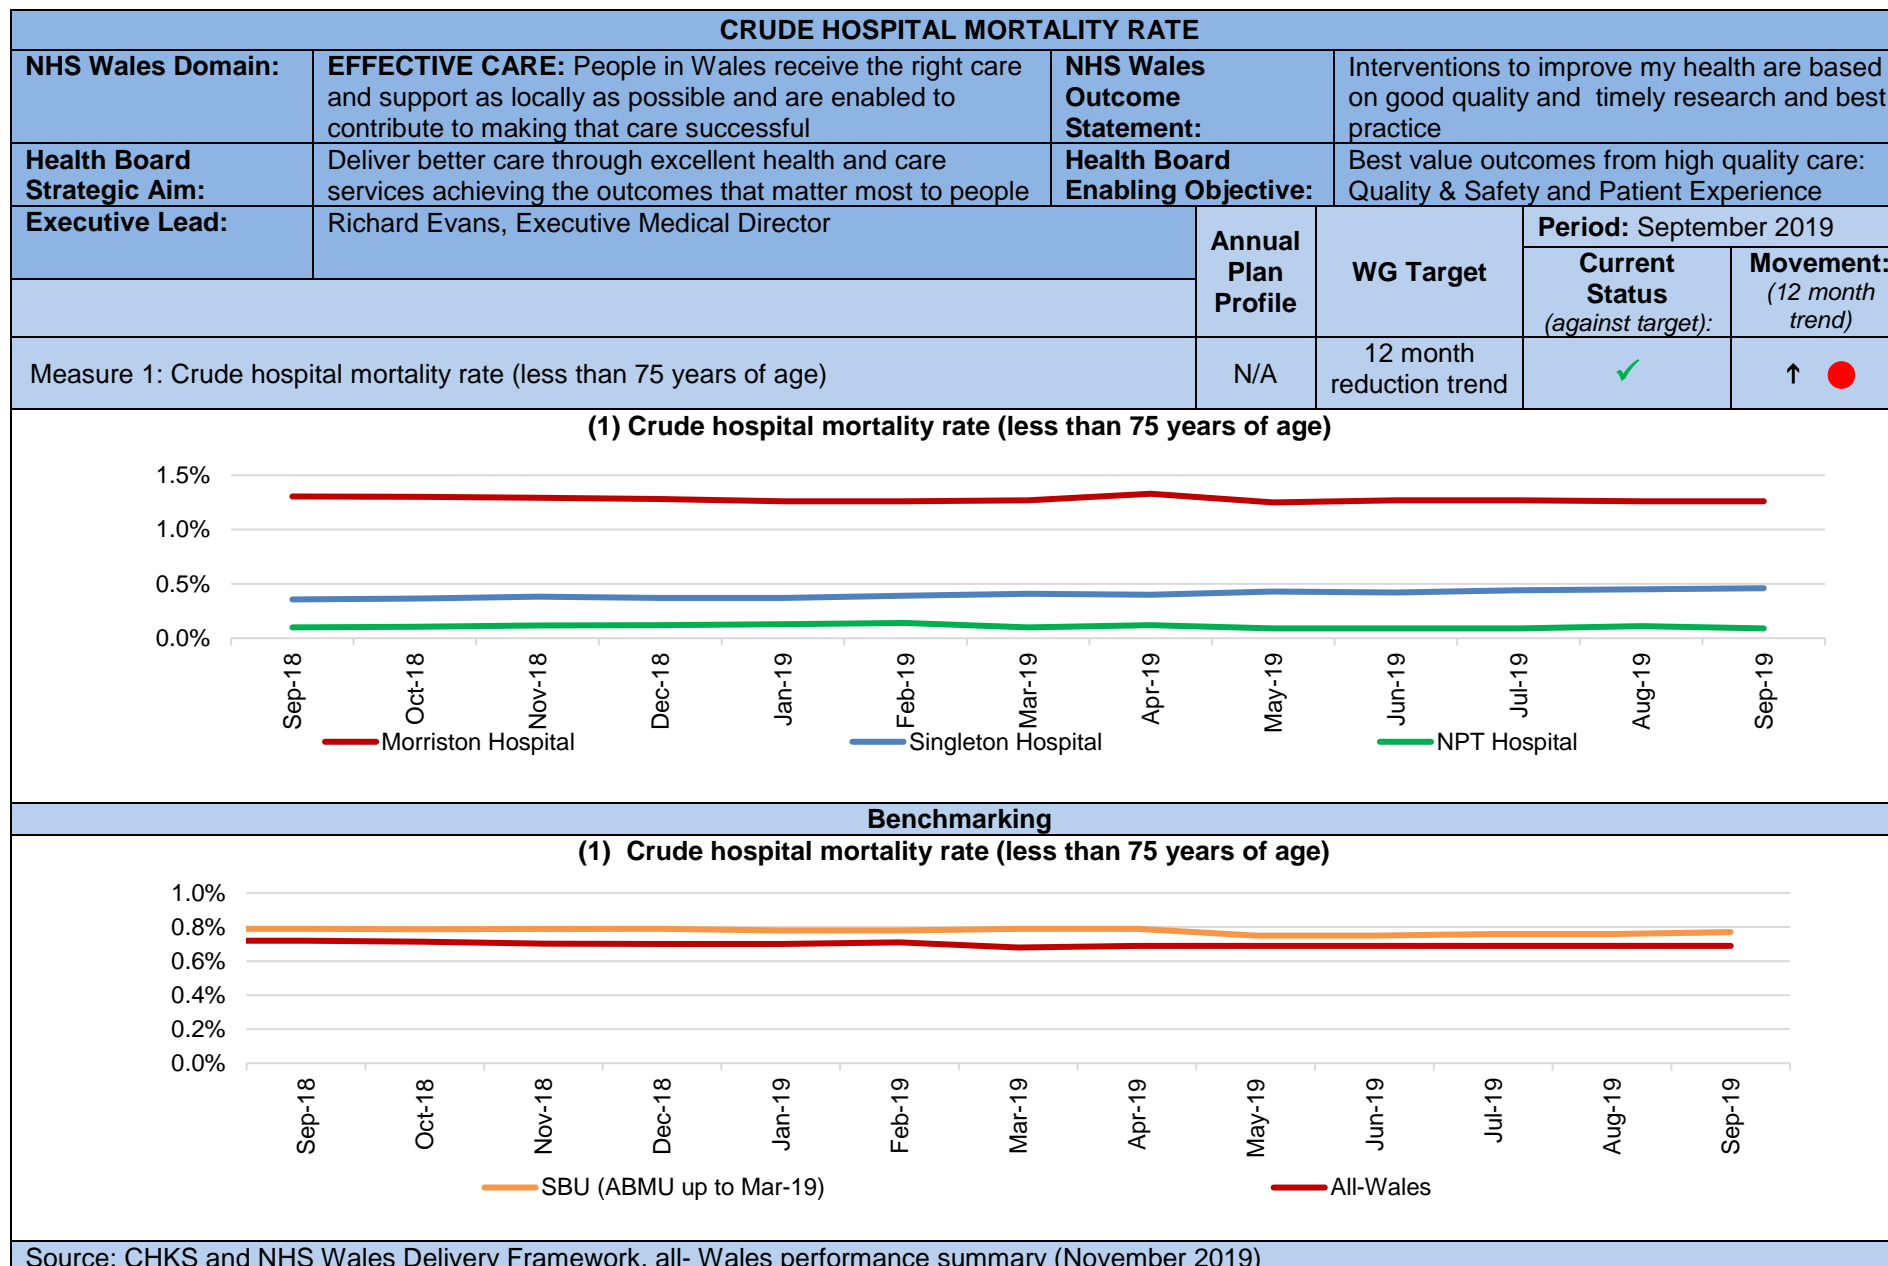 CRUDE HOSPITAL MORTALITY RATE
NHS Wales Domain:
EFFECTIVE CARE: People in Wales receive the right care
and support as locally as possible and are enabled to
contribute to making that care successful
NHS Wales
Outcome
Statement:
Interventions to improve my health are based
on good quality and timely research and best
practice
Health Board
Strategic Aim:
Deliver better care through excellent health and care
services achieving the outcomes that matter most to people
Health Board
Enabling Objective:
Best value outcomes from high quality care:
Quality & Safety and Patient Experience
Executive Lead:
Richard Evans, Executive Medical Director
Annual
Plan
Profile
WG Target
Period: September 2019
Current
Status
(against target):
Movement:
(12 month
trend)
Measure 1: Crude hospital mortality rate (less than 75 years of age)
N/A
12 month
reduction trend
✓
↑
(1) Crude hospital mortality rate (less than 75 years of age)
1.5%
1.0%
0.5%
0.0%
Sep-18
Oct-18
Nov-18
Dec-18
Jan-19
Feb-19
Mar-19
Apr-19
May-19
Jun-19
Jul-19
Aug-19
Sep-19
Morriston Hospital
Singleton Hospital
NPT Hospital
Benchmarking
(1) Crude hospital mortality rate (less than 75 years of age)
1.0%
0.8%
0.6%
0.4%
0.2%
0.0%
Sep-18
Oct-18
Nov-18
Dec-18
Jan-19
Feb-19
Mar-19
Apr-19
May-19
Jun-19
Jul-19
Aug-19
Sep-19
SBU (ABMU up to Mar-19)
All-Wales
Source: CHKS and NHS Wales Delivery Framework, all- Wales performance summary (November 2019)